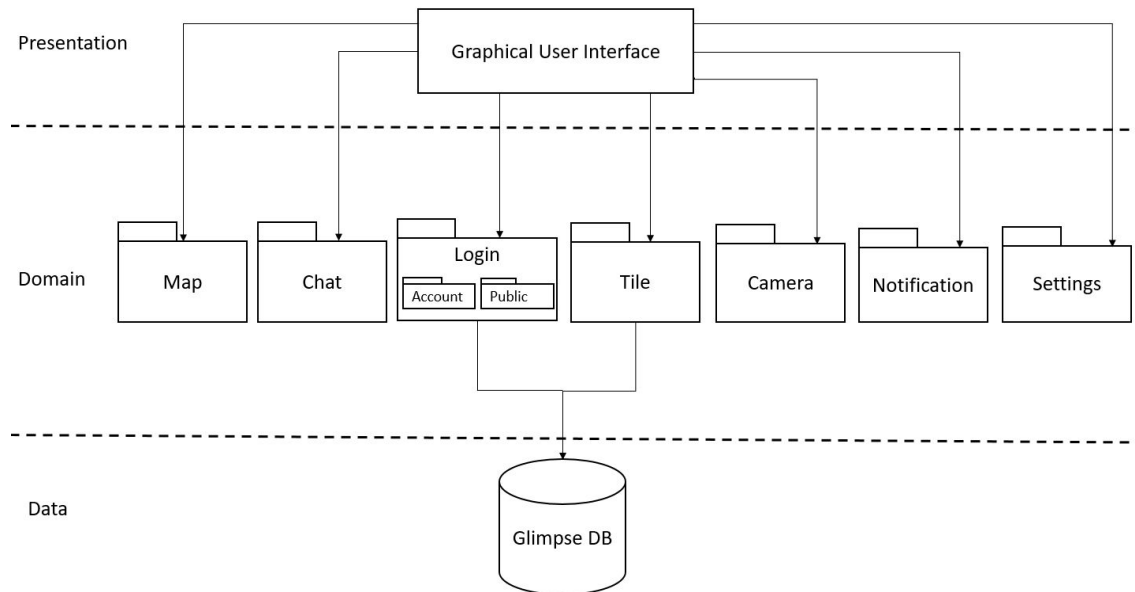 Presentation
Graphical User Interface
Domain
Map
Chat
Login
Account
Public
Tile
Camera
Notification
Settings
Data
Glimpse DB